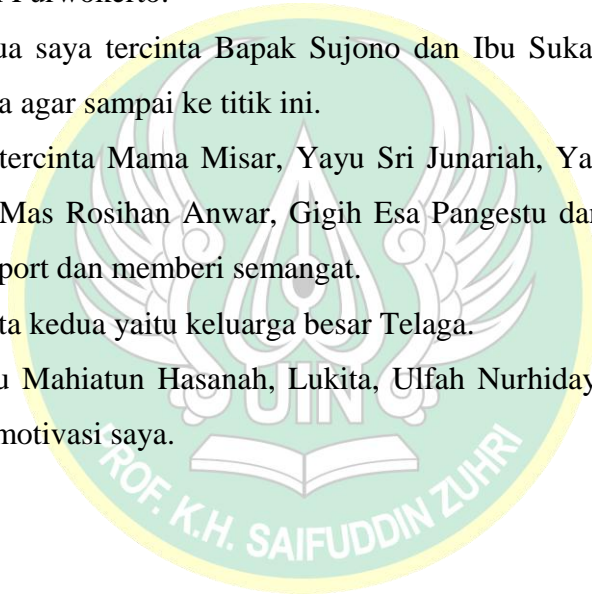 Purwokerto.
ua saya tercinta Bapak Sujono dan Ibu Suka
a agar sampai ke titik ini.
tercinta Mama Misar, Yayu Sri Junariah, Ya
Mas Rosihan Anwar, Gigih Esa Pangestu dan
port dan memberi semangat.
ta kedua yaitu keluarga besar Telaga.
u Mahiatun Hasanah, Lukita, Ulfah Nurhiday
motivasi saya.
UIN
PROF. K.H. SAIFUDDIN ZUHRI